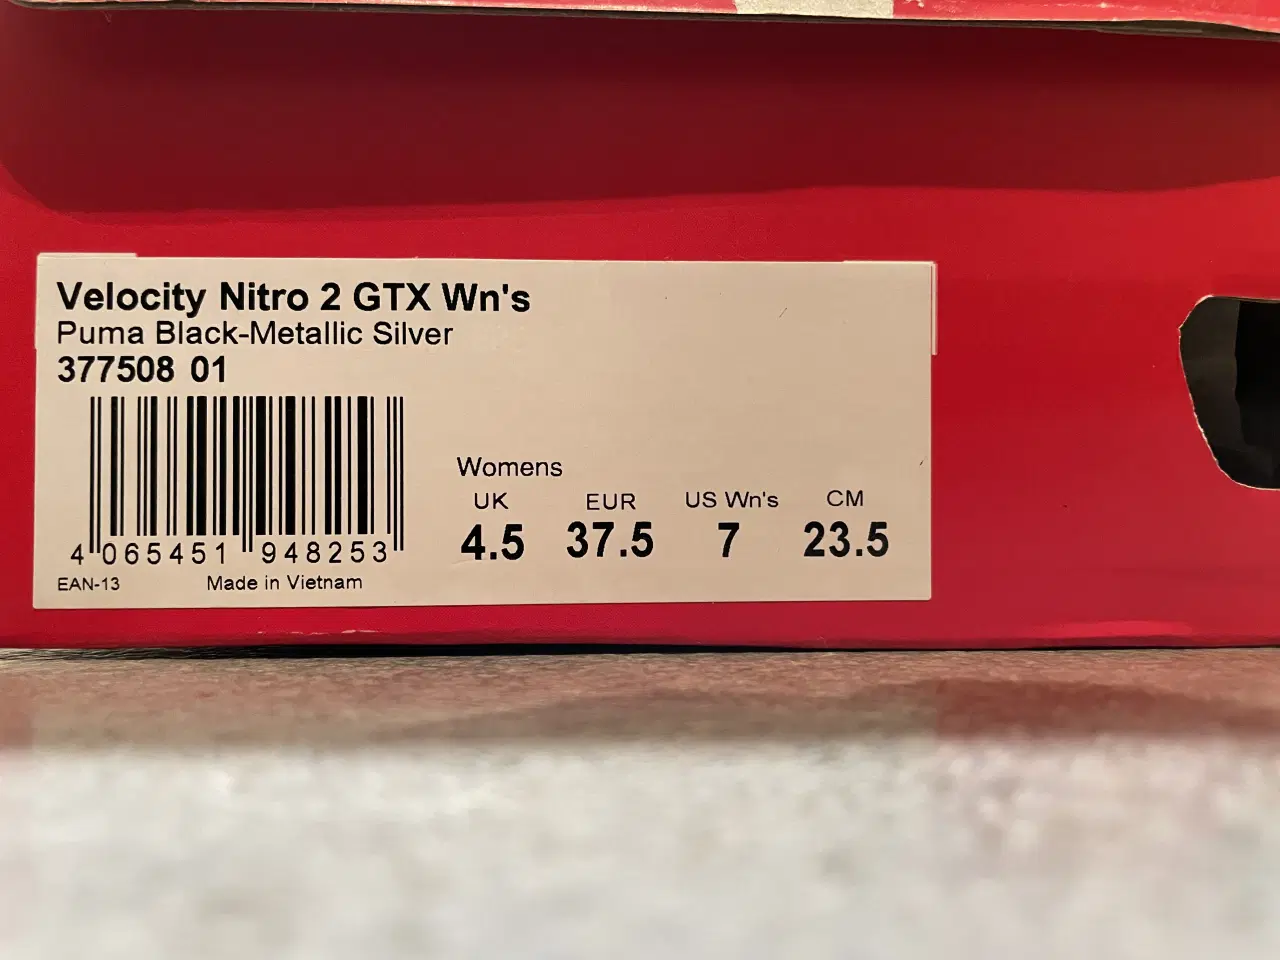 Velocity Nitro 2 GTX Wn's
Puma Black-Metallic Silver
377508 01
4 065451 948253
EAN-13 Made in Vietnam
Womens
UK EUR US Wn's CM
4.5 37.5 7 23.5